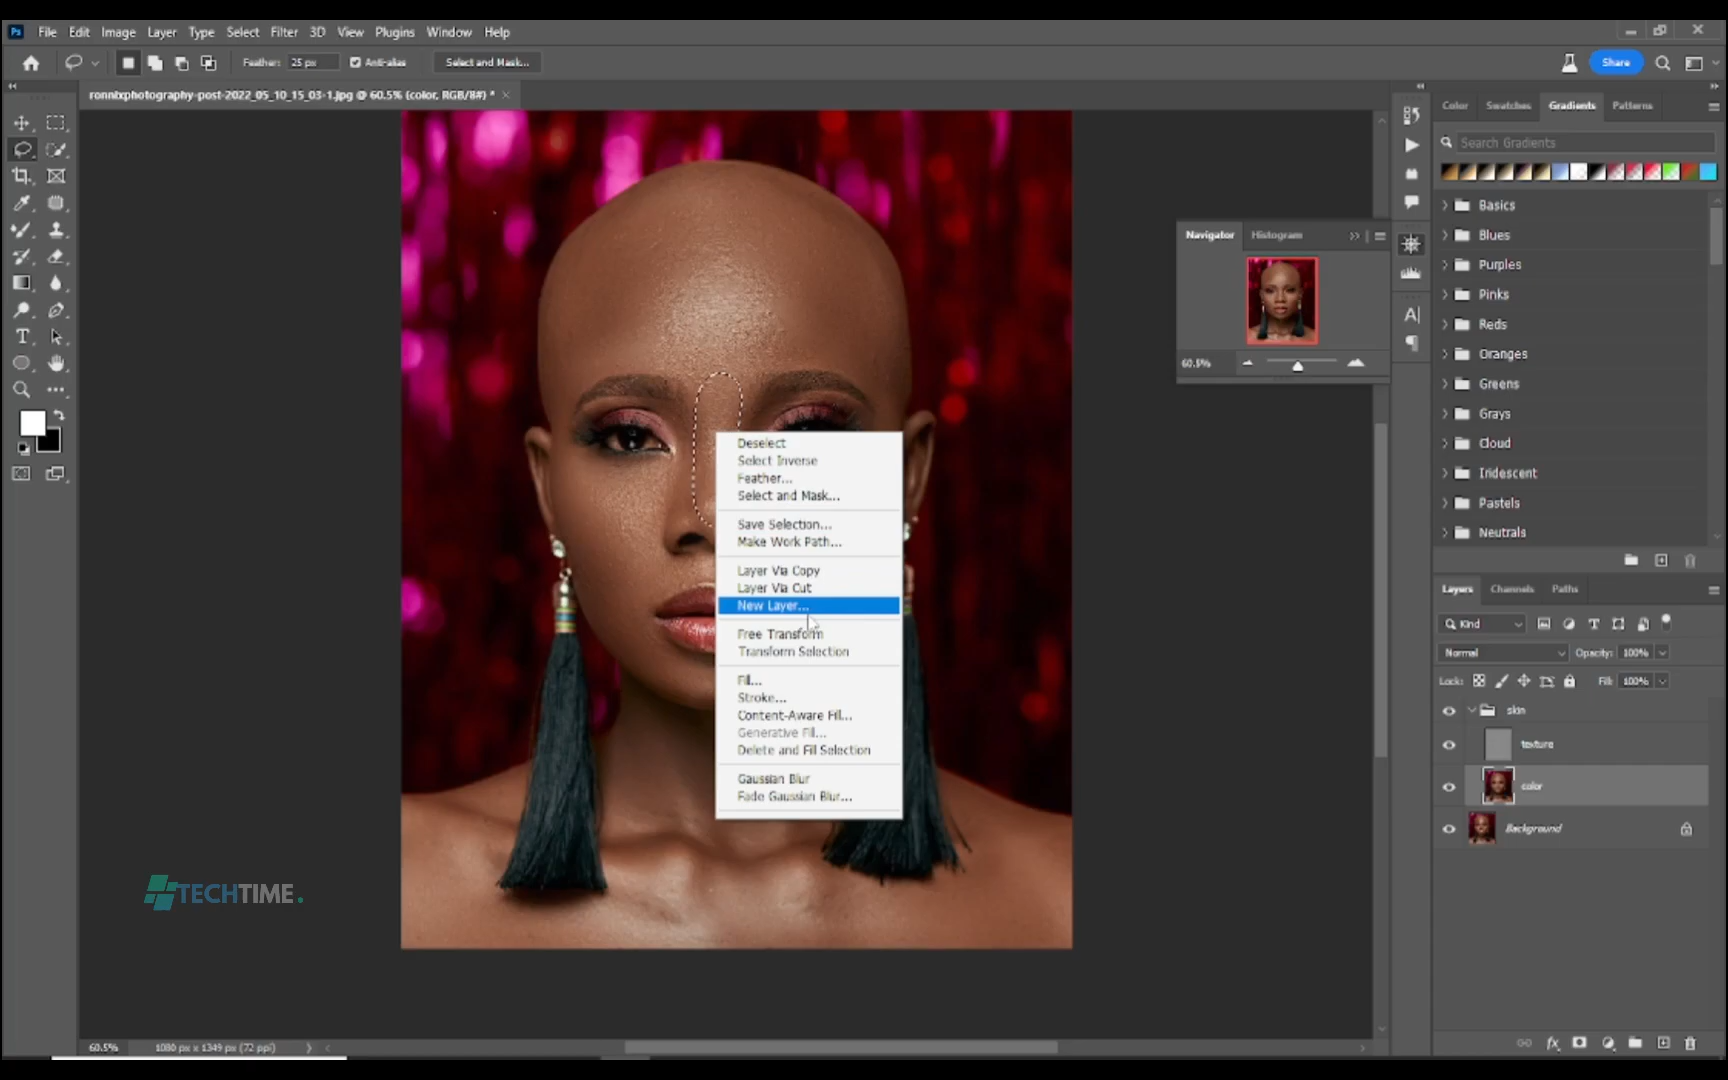 Ps File Edit Image Layer Type Select Filter 3D View Plugins Window Help
Feather: 25 px Anti-alias Select and Mask... Share
ronnixphotography-post-2022_05_10_15_03-1.jpg @ 60.5% (color, RGB/8#) *
Color Swatches Gradients Patterns
Search Gradients
Basics
Blues
Purples
Pinks
Reds
Oranges
Greens
Grays
Cloud
Iridescent
Pastels
Neutrals
Navigator Histogram
60.5%
Deselect
Select Inverse
Feather...
Select and Mask...
Save Selection...
Make Work Path...
Layer Via Copy
Layer Via Cut
New Layer...
Free Transform
Transform Selection
Fill...
Stroke...
Content-Aware Fill...
Generative Fill...
Delete and Fill Selection
Gaussian Blur
Fade Gaussian Blur...
Layers Channels Paths
Kind
Normal Opacity: 100%
Lock: Fill: 100%
skin
texture
color
Background
TECHTIME.
60.5% 1080 px x 1349 px (72 ppi)